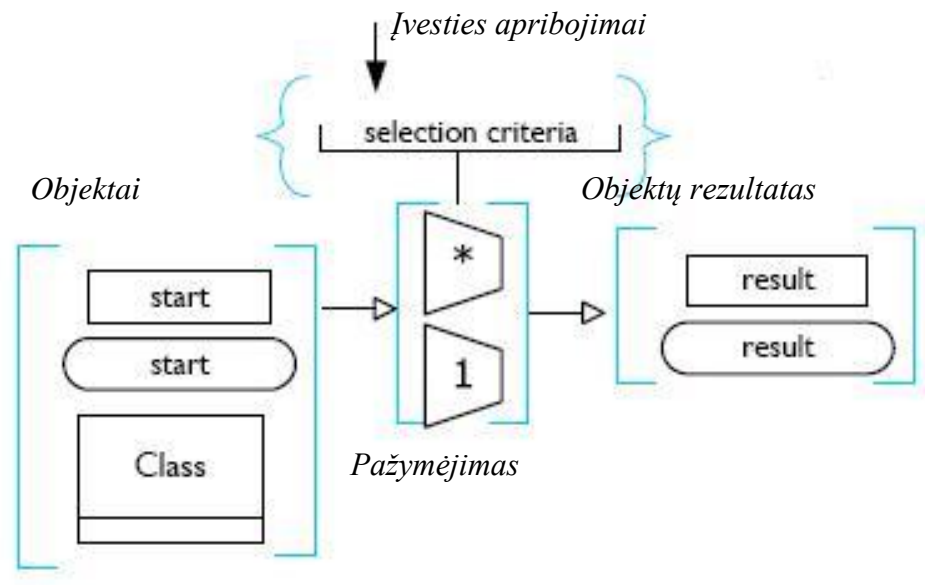 Įvesties apribojimai
selection criteria
Objektai
Objektų rezultatas
start
start
Class
*
1
result
result
Pažymėjimas